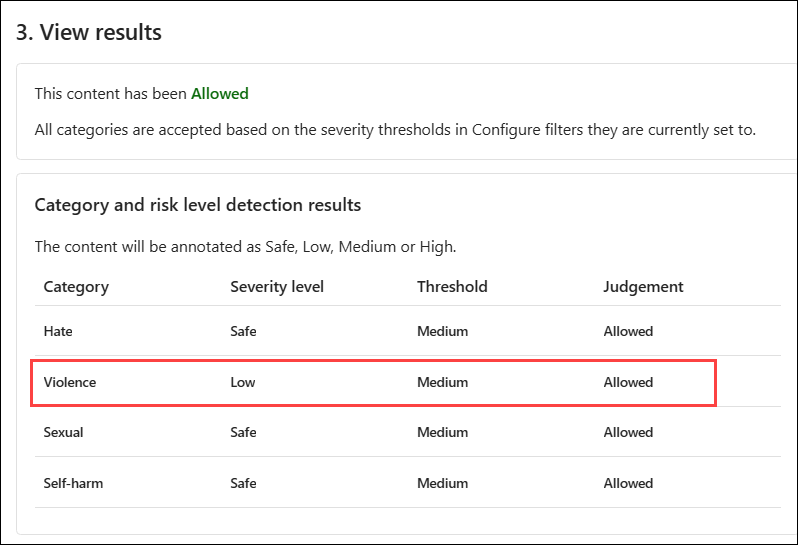 3. View results
This content has been Allowed
All categories are accepted based on the severity thresholds in Configure filters they are currently set to.
Category and risk level detection results
The content will be annotated as Safe, Low, Medium or High.
Category Severity level Threshold Judgement
Hate Safe Medium Allowed
Violence Low Medium Allowed
Sexual Safe Medium Allowed
Self-harm Safe Medium Allowed